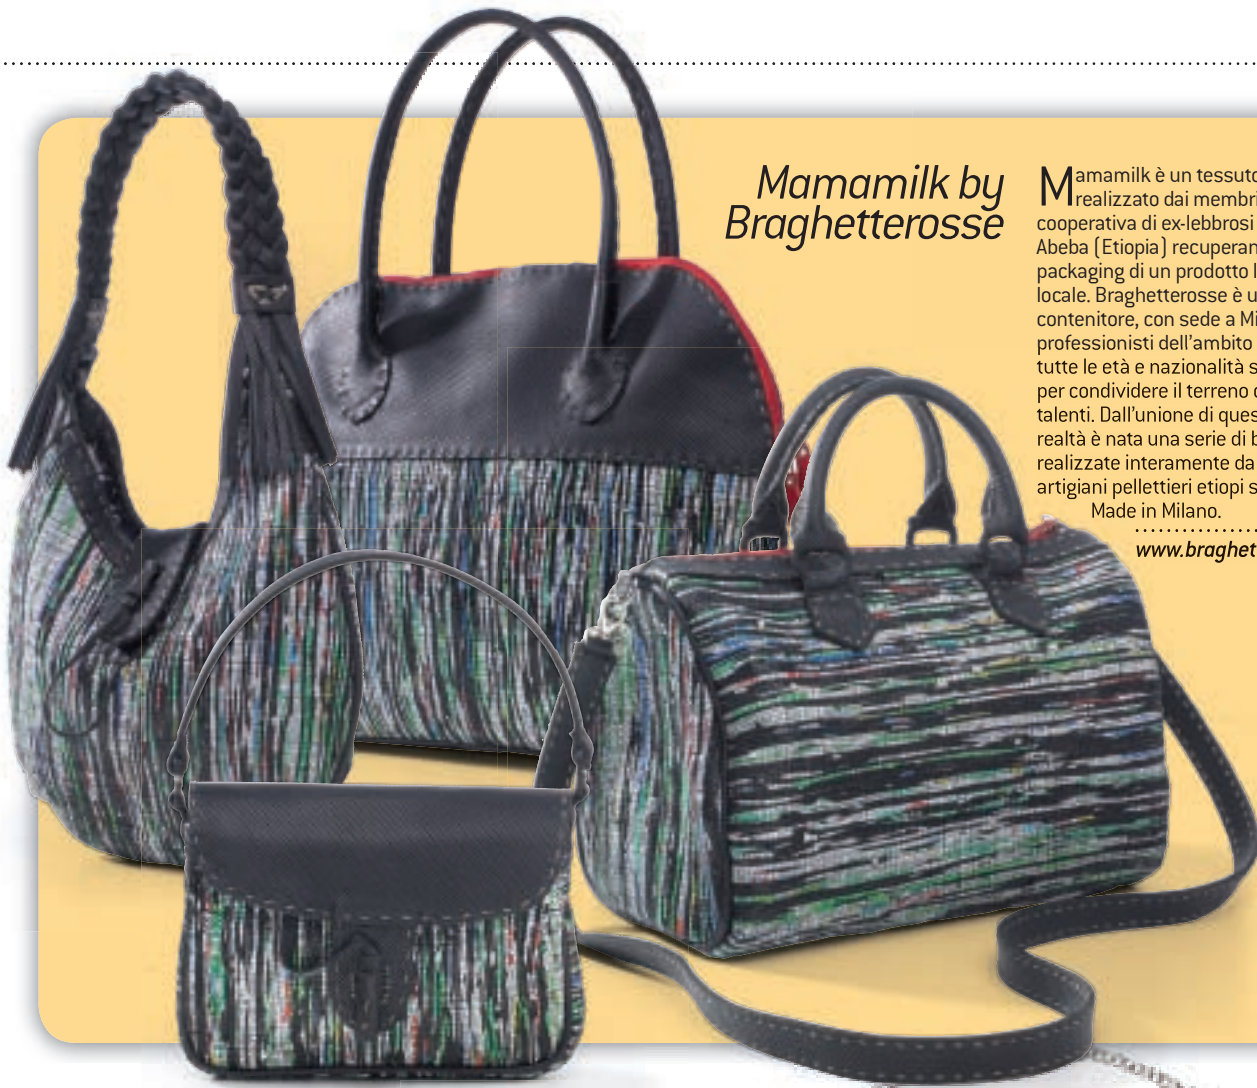 Mamamilk by
Braghetterosse
Mamamilk è un tessuto
realizzato dai membri
cooperativa di ex-lebbrosi
Abeba (Etiopia) recuperan
packaging di un prodotto l
locale. Braghetterosse è u
contenitore, con sede a Mi
professionisti dell'ambito
tutte le età e nazionalità s
per condividere il terreno c
talenti. Dall'unione di ques
realtà è nata una serie di b
realizzate interamente da
artigiani pellettieri etiopi s
Made in Milano.
www.braghet